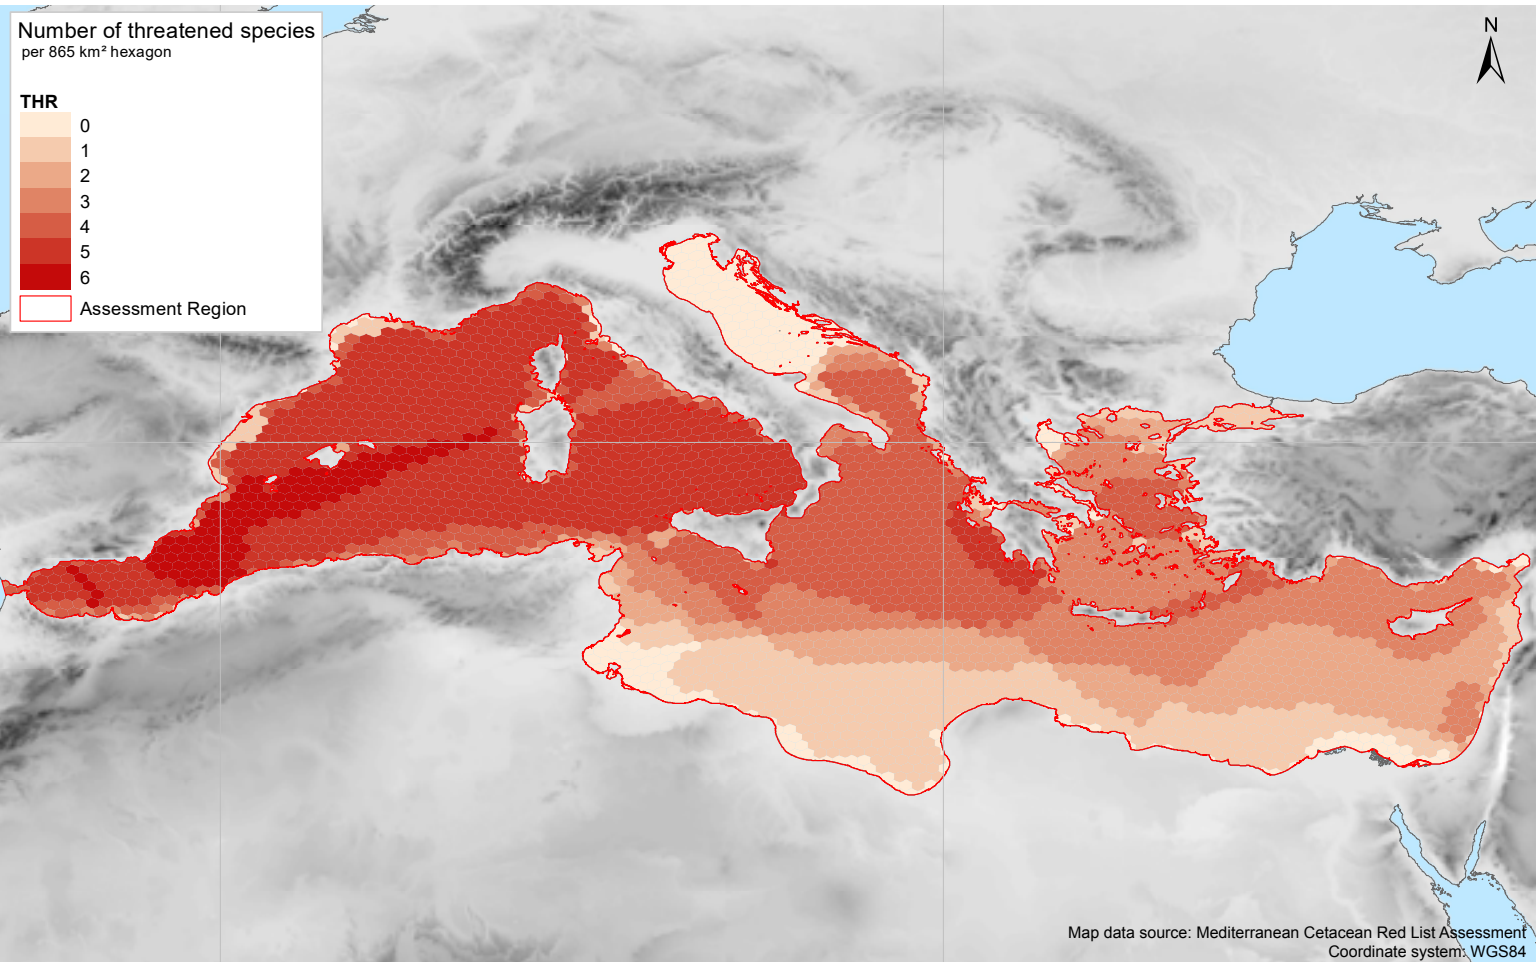 Number of threatened species
per 865 km² hexagon
THR
0
1
2
3
4
5
6
Assessment Region
N
Map data source: Mediterranean Cetacean Red List Assessment
Coordinate system: WGS84